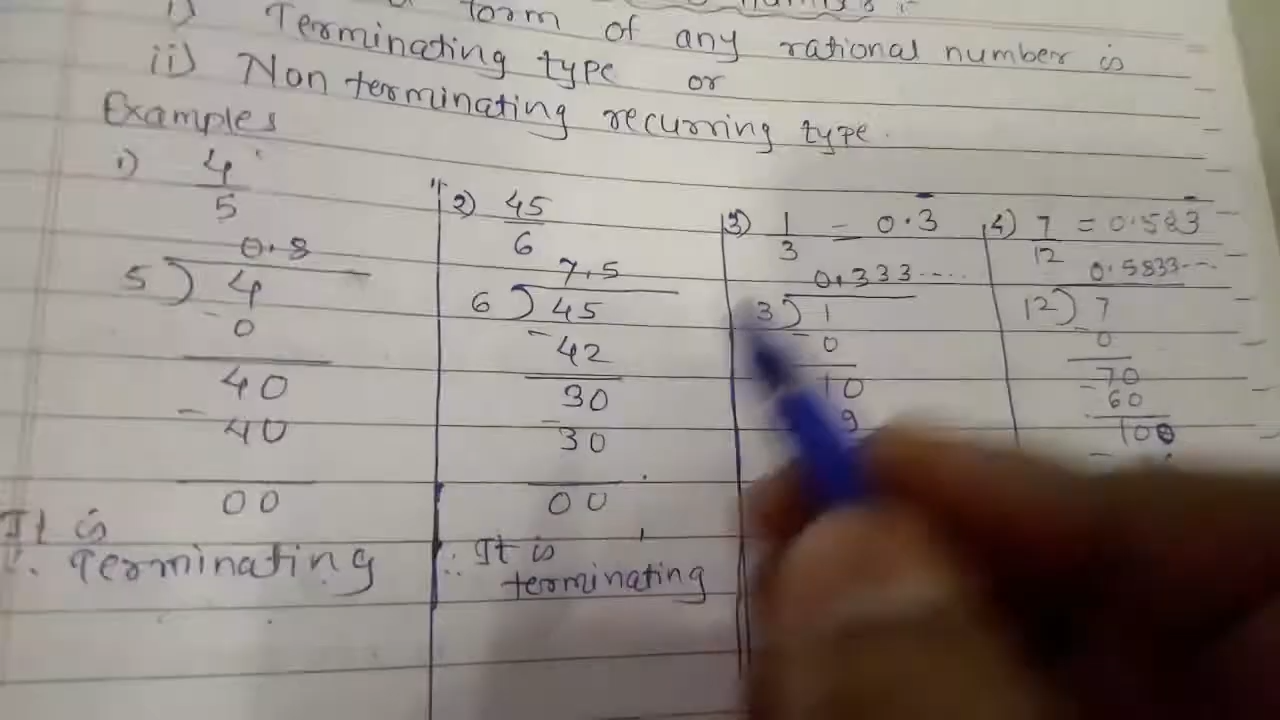 i) form of any rational number is
Terminating type or
ii) Non terminating recurring type.
Examples
i) 4/5
0.8
5) 4
- 0
40
- 40
00
It is
∴ Terminating
2) 45/6
7.5
6) 45
- 42
30
- 30
00
∴ It is
terminating
3) 1/3 = 0.3̅
0.333....
3) 1
- 0
10
9
4) 7/12 = 0.583̅
0.5833....
12) 7
- 0
70
- 60
100